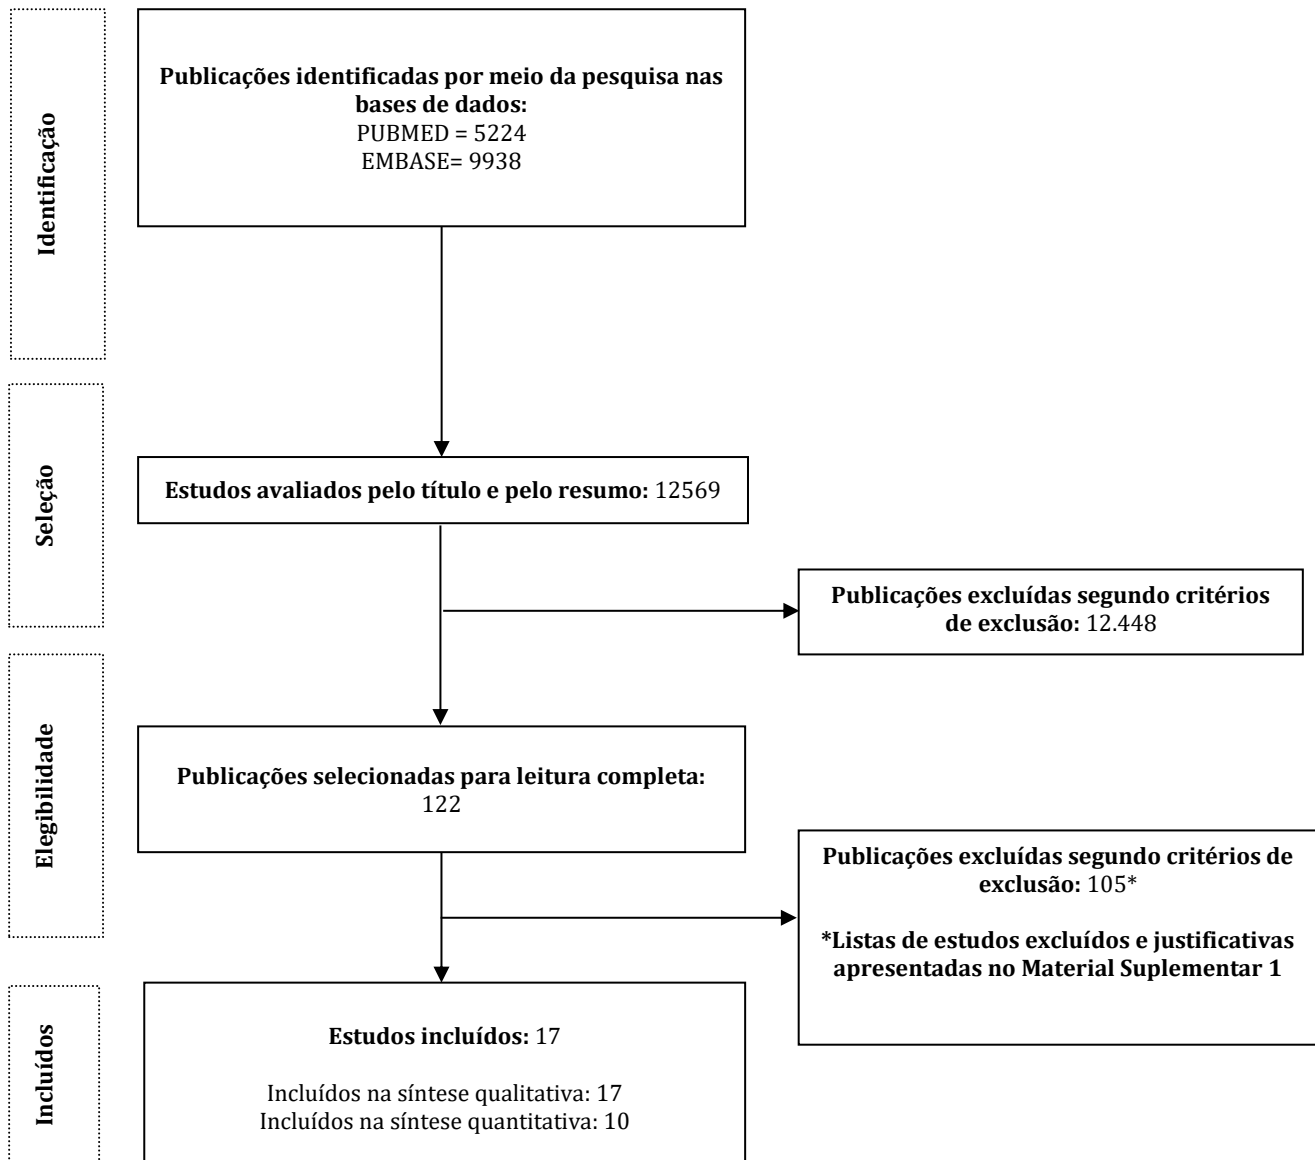 Identificação
Publicações identificadas por meio da pesquisa nas
bases de dados:
PUBMED = 5224
EMBASE= 9938
Seleção
Estudos avaliados pelo título e pelo resumo: 12569
Publicações excluídas segundo critérios
de exclusão: 12.448
Elegibilidade
Publicações selecionadas para leitura completa:
122
Publicações excluídas segundo critérios de
exclusão: 105*
*Listas de estudos excluídos e justificativas
apresentadas no Material Suplementar 1
Incluídos
Estudos incluídos: 17
Incluídos na síntese qualitativa: 17
Incluídos na síntese quantitativa: 10